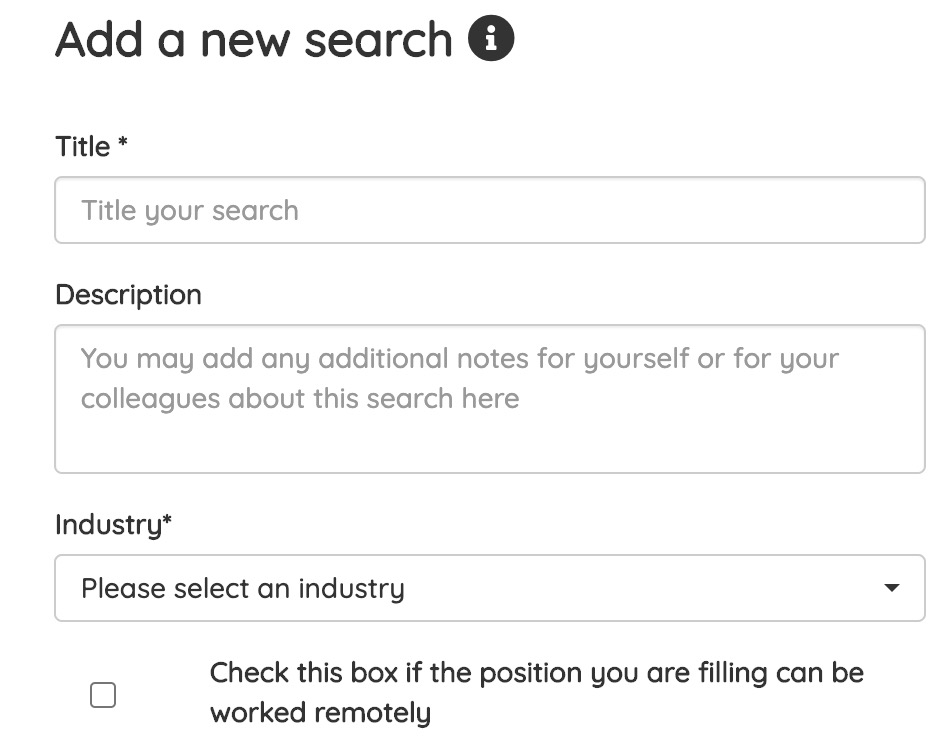 Add a new search
Title *
Title your search
Description
You may add any additional notes for yourself or for your
colleagues about this search here
Industry*
Please select an industry
Check this box if the position you are filling can be
worked remotely